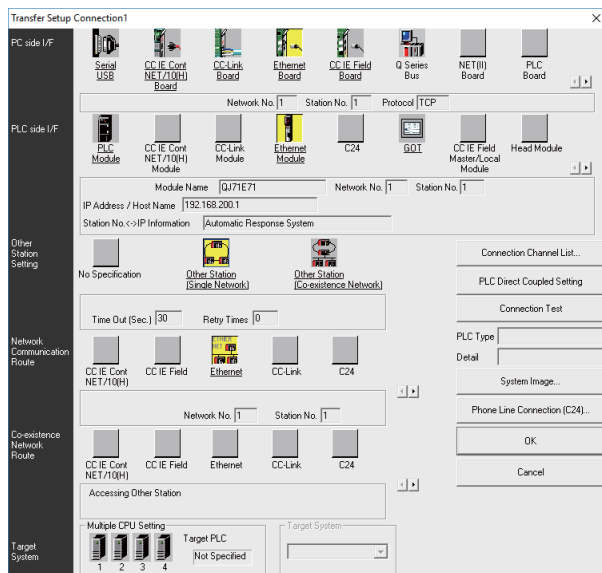 Transfer Setup Connection1
PC side I/F
Serial USB
CC IE Cont NET/10(H) Board
CC-Link Board
Ethernet Board
CC IE Field Board
Q Series Bus
NET(II) Board
PLC Board
Network No. 1 Station No. 1 Protocol TCP
PLC side I/F
PLC Module
CC IE Cont NET/10(H) Module
CC-Link Module
Ethernet Module
C24
GOT
CC IE Field Master/Local Module
Head Module
Module Name QJ71E71 Network No. 1 Station No. 1
IP Address / Host Name 192.168.200.1
Station No.<->IP Information Automatic Response System
Other Station Setting
No Specification
Other Station (Single Network)
Other Station (Co-existence Network)
Time Out (Sec.) 30 Retry Times 0
Connection Channel List...
PLC Direct Coupled Setting
Connection Test
PLC Type
Detail
System Image...
Phone Line Connection (C24)...
OK
Cancel
Network Communication Route
CC IE Cont NET/10(H)
CC IE Field
Ethernet
CC-Link
C24
Network No. 1 Station No. 1
Co-existence Network Route
CC IE Cont NET/10(H)
CC IE Field
Ethernet
CC-Link
C24
Accessing Other Station
Target System
Multiple CPU Setting
1 2 3 4
Target PLC
Not Specified
Target System